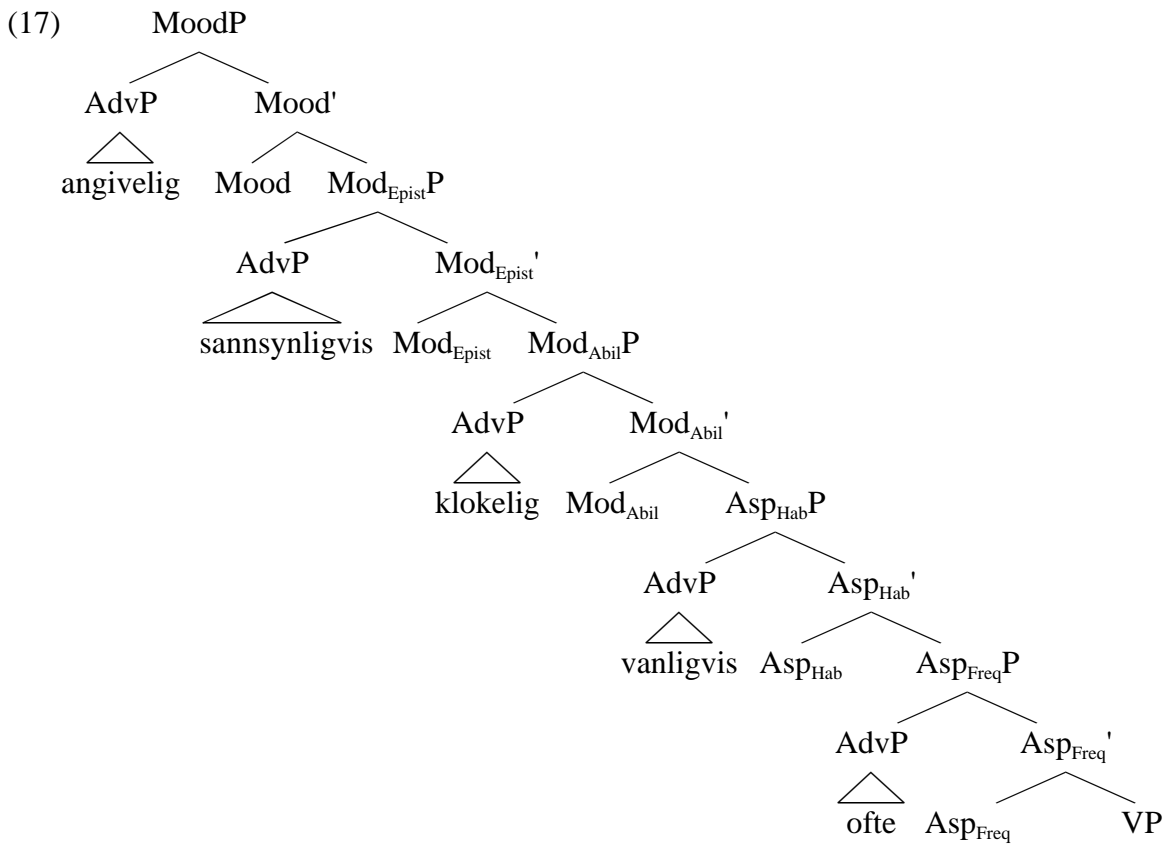 (17) MoodP
AdvP Mood'
angivelig Mood Mod_EpistP
AdvP Mod_Epist'
sannsynligvis Mod_Epist Mod_AbilP
AdvP Mod_Abil'
klokelig Mod_Abil Asp_HabP
AdvP Asp_Hab'
vanligvis Asp_Hab Asp_FreqP
AdvP Asp_Freq'
ofte Asp_Freq VP